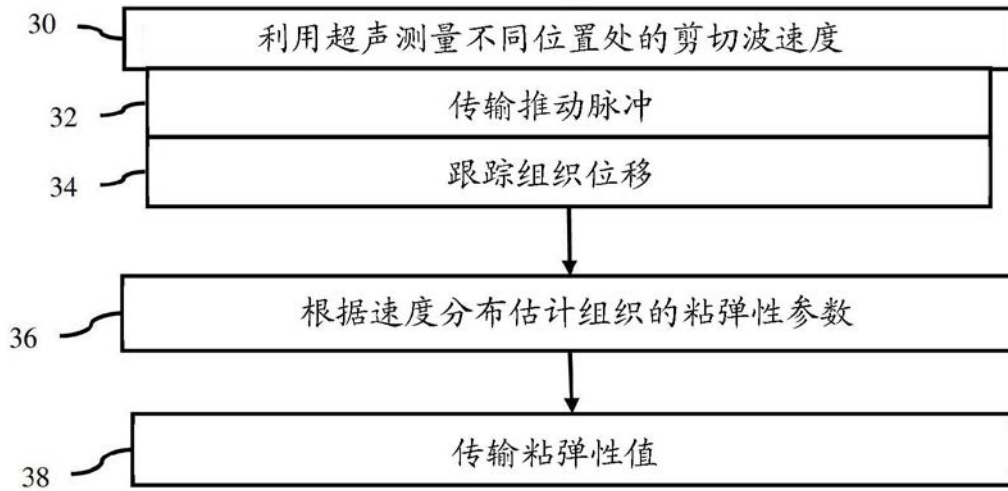 30
利用超声测量不同位置处的剪切波速度
32
传输推动脉冲
34
跟踪组织位移
36
根据速度分布估计组织的粘弹性参数
38
传输粘弹性值